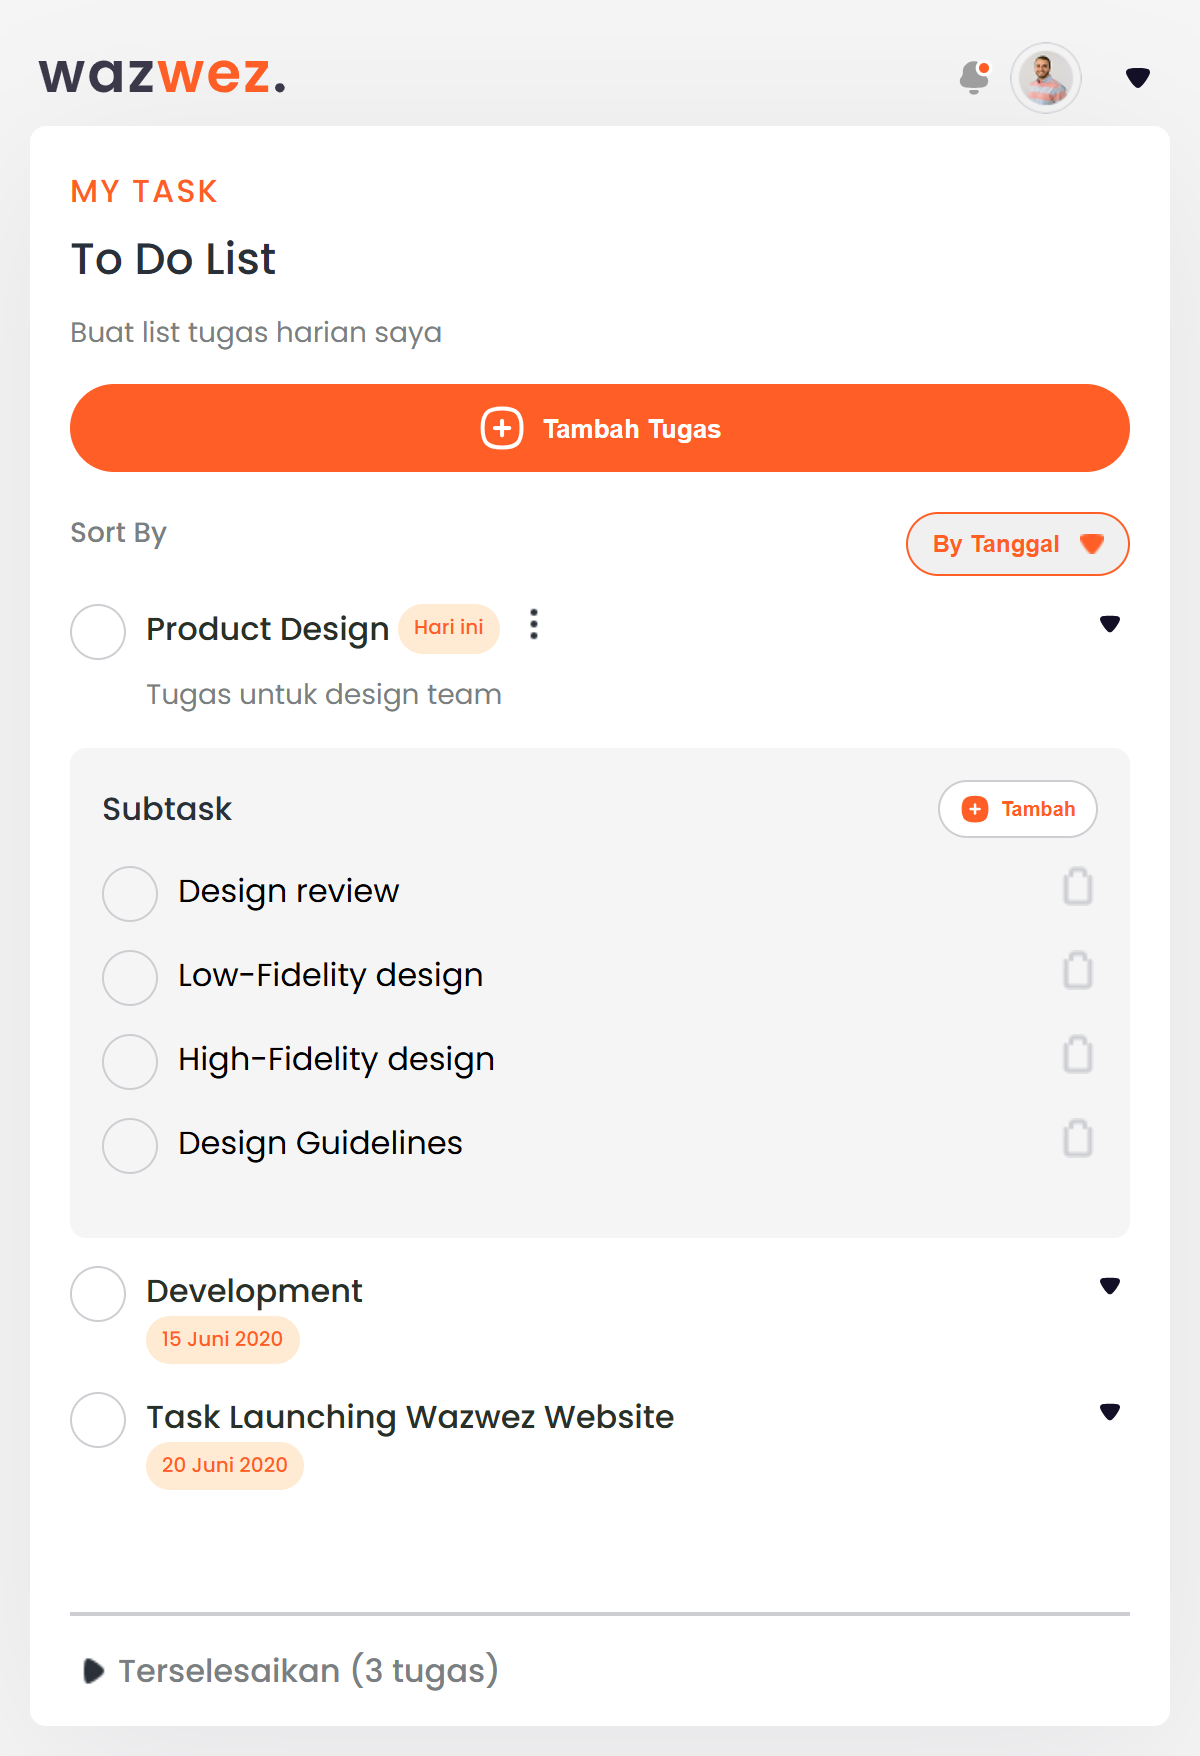 wazwez.
MY TASK
To Do List
Buat list tugas harian saya
Tambah Tugas
Sort By
By Tanggal
Product Design Hari ini
Tugas untuk design team
Subtask
Tambah
Design review
Low-Fidelity design
High-Fidelity design
Design Guidelines
Development
15 Juni 2020
Task Launching Wazwez Website
20 Juni 2020
Terselesaikan (3 tugas)